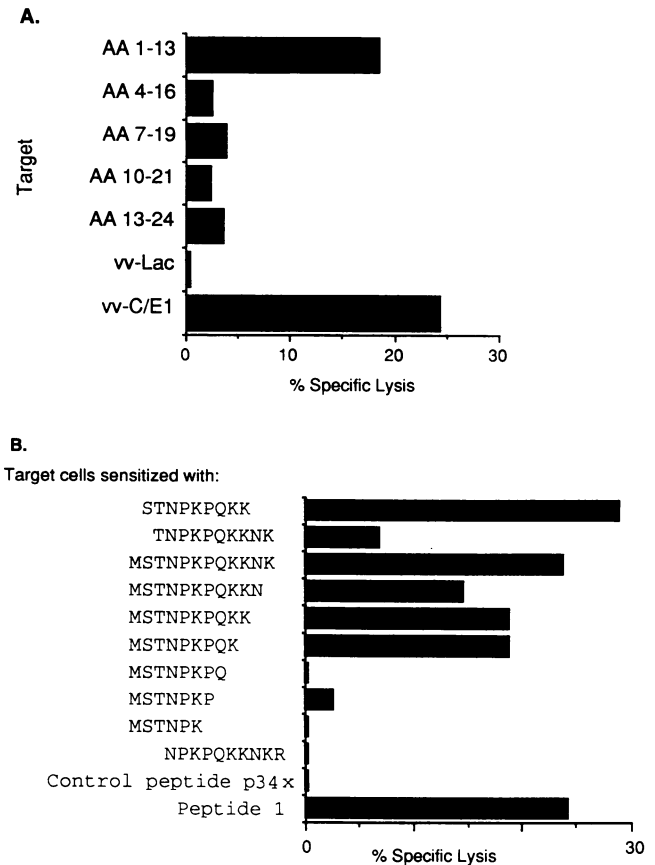 A.
Target
AA 1-13
AA 4-16
AA 7-19
AA 10-21
AA 13-24
vv-Lac
vv-C/E1
0 10 20 30
% Specific Lysis
B.
Target cells sensitized with:
STNPKPQKK
TNPKPQKKNK
MSTNPKPQKKNK
MSTNPKPQKKN
MSTNPKPQKK
MSTNPKPQK
MSTNPKPQ
MSTNPKP
MSTNPK
NPKPQKKNKR
Control peptide p34x
Peptide 1
0 30
% Specific Lysis